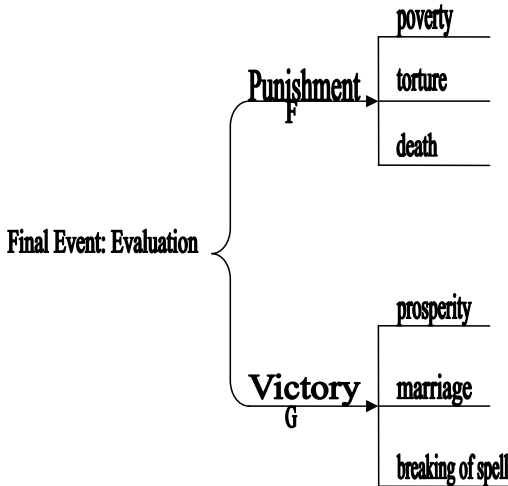 poverty
Punishment
F
torture
death
Final Event: Evaluation
prosperity
Victory
G
marriage
breaking of spell